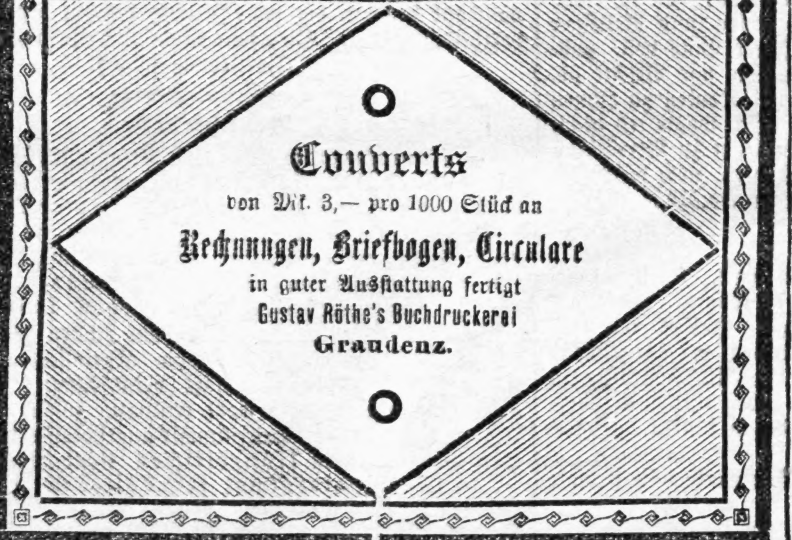 Couverts
von Mk. 3,— pro 1000 Stück an
Rechnungen, Briefbogen, Circulare
in guter Ausstattung fertigt
Gustav Röthe's Buchdruckerei
Graudenz.